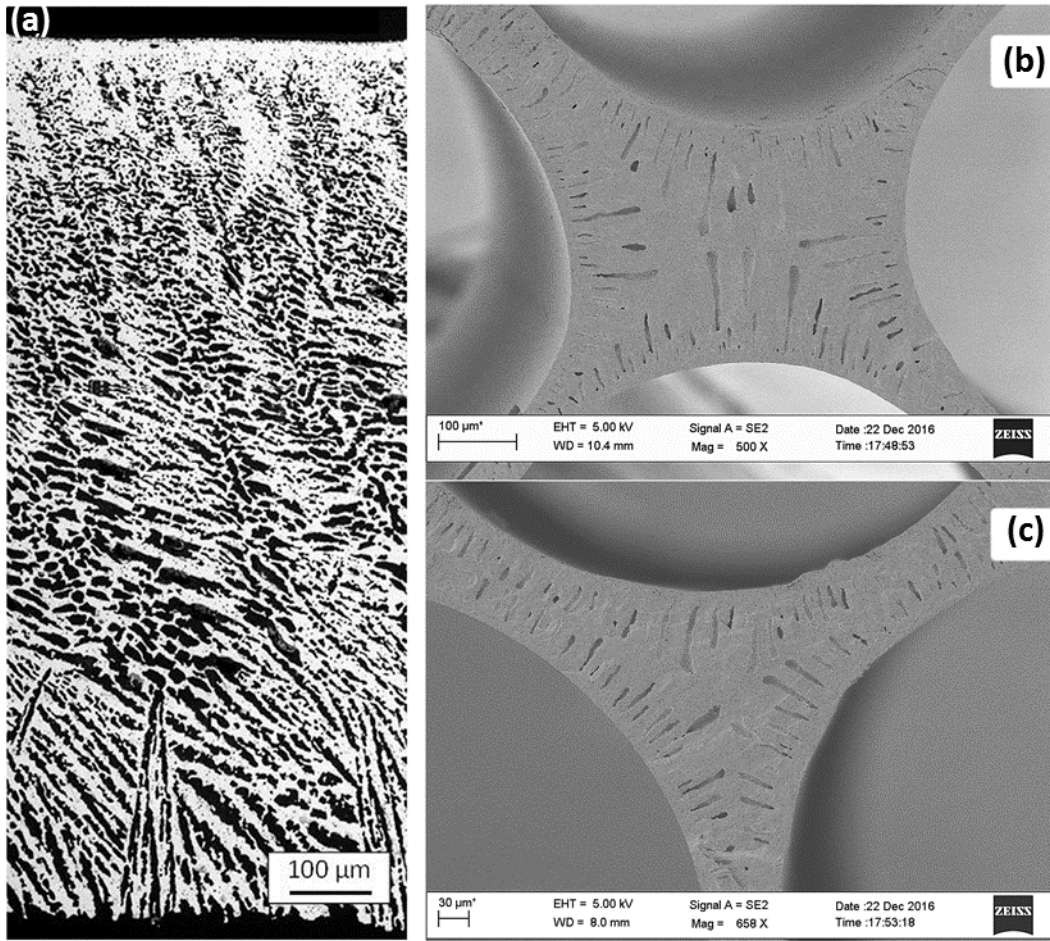 (a)
100 µm
(b)
100 µm*
EHT = 5.00 kV
Signal A = SE2
Date :22 Dec 2016
WD = 10.4 mm
Mag = 500 X
Time :17:48:53
ZEISS
(c)
30 µm*
EHT = 5.00 kV
Signal A = SE2
Date :22 Dec 2016
WD = 8.0 mm
Mag = 658 X
Time :17:53:18
ZEISS